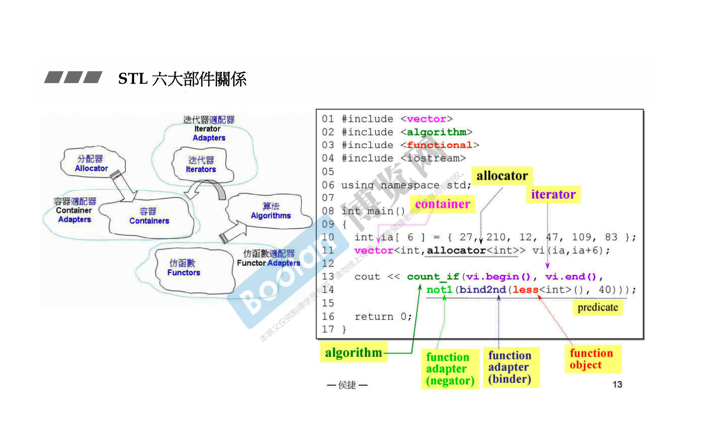 STL 六大部件關係
迭代器適配器
Iterator
Adapters
分配器
Allocator
迭代器
Iterators
容器適配器
Container
Adapters
容器
Containers
算法
Algorithms
仿函數
Functors
仿函數適配器
Functor Adapters
01 #include <vector>
02 #include <algorithm>
03 #include <functional>
04 #include <iostream>
05
06 using namespace std;
07
08 int main()
09 {
10   int ia[ 6 ] = { 27, 210, 12, 47, 109, 83 };
11   vector<int,allocator<int>> vi(ia,ia+6);
12
13   cout << count_if(vi.begin(), vi.end(),
14             not1(bind2nd(less<int>(), 40)));
15
16   return 0;
17 }
allocator
iterator
container
predicate
algorithm
function
adapter
(negator)
function
adapter
(binder)
function
object
Boolan 博览网
— 侯捷 —
13